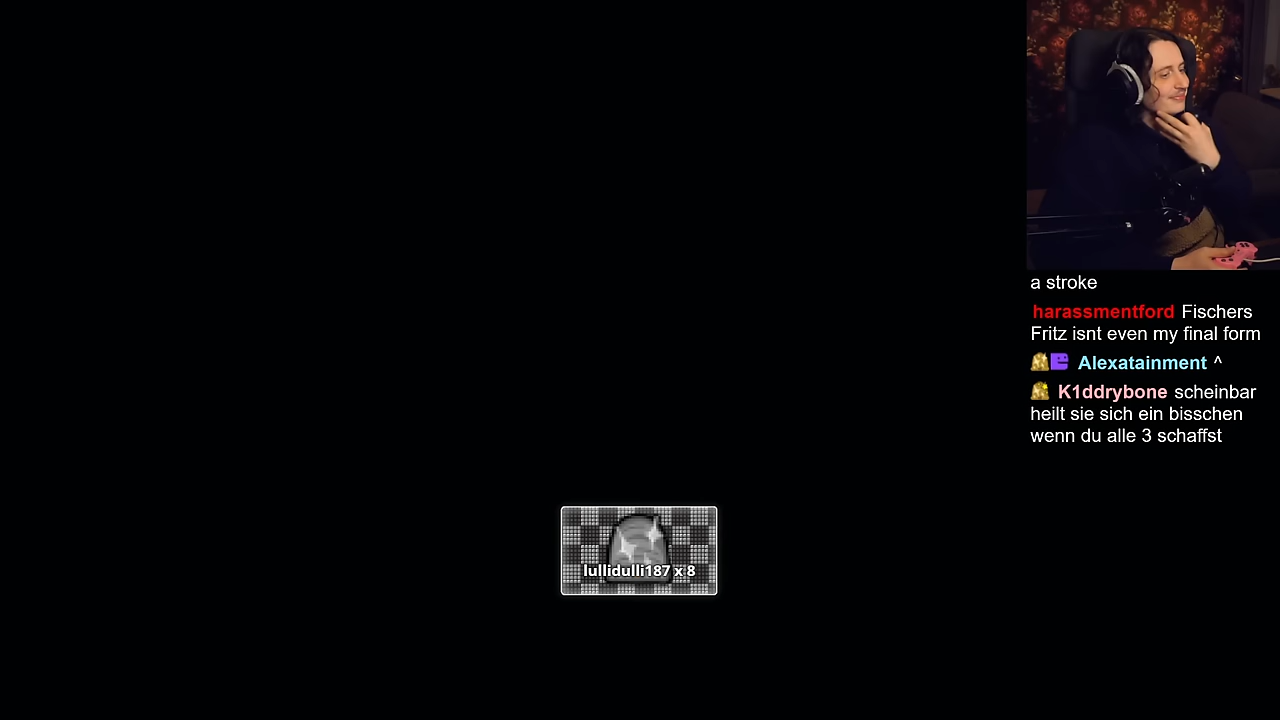 a stroke
harassmentford Fischers
Fritz isnt even my final form
Alexatainment ^
K1ddrybone scheinbar
heilt sie sich ein bisschen
wenn du alle 3 schaffst
lullidulli187 x 8